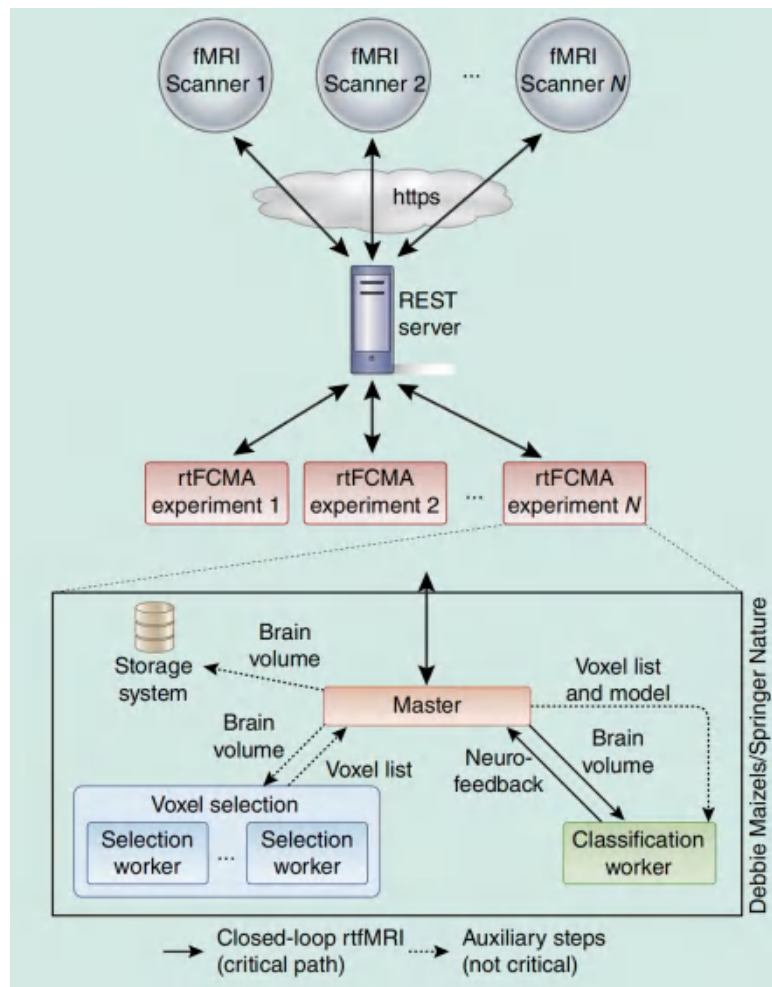 fMRI
Scanner 1
fMRI
Scanner 2
...
fMRI
Scanner N
https
REST
server
rtFCMA
experiment 1
rtFCMA
experiment 2
...
rtFCMA
experiment N
Storage
system
Brain
volume
Voxel list
and model
Master
Brain
volume
Voxel list
Neuro-
feedback
Brain
volume
Voxel selection
Selection
worker
...
Selection
worker
Classification
worker
Closed-loop rtfMRI
(critical path)
Auxiliary steps
(not critical)
Debbie Maizels/Springer Nature